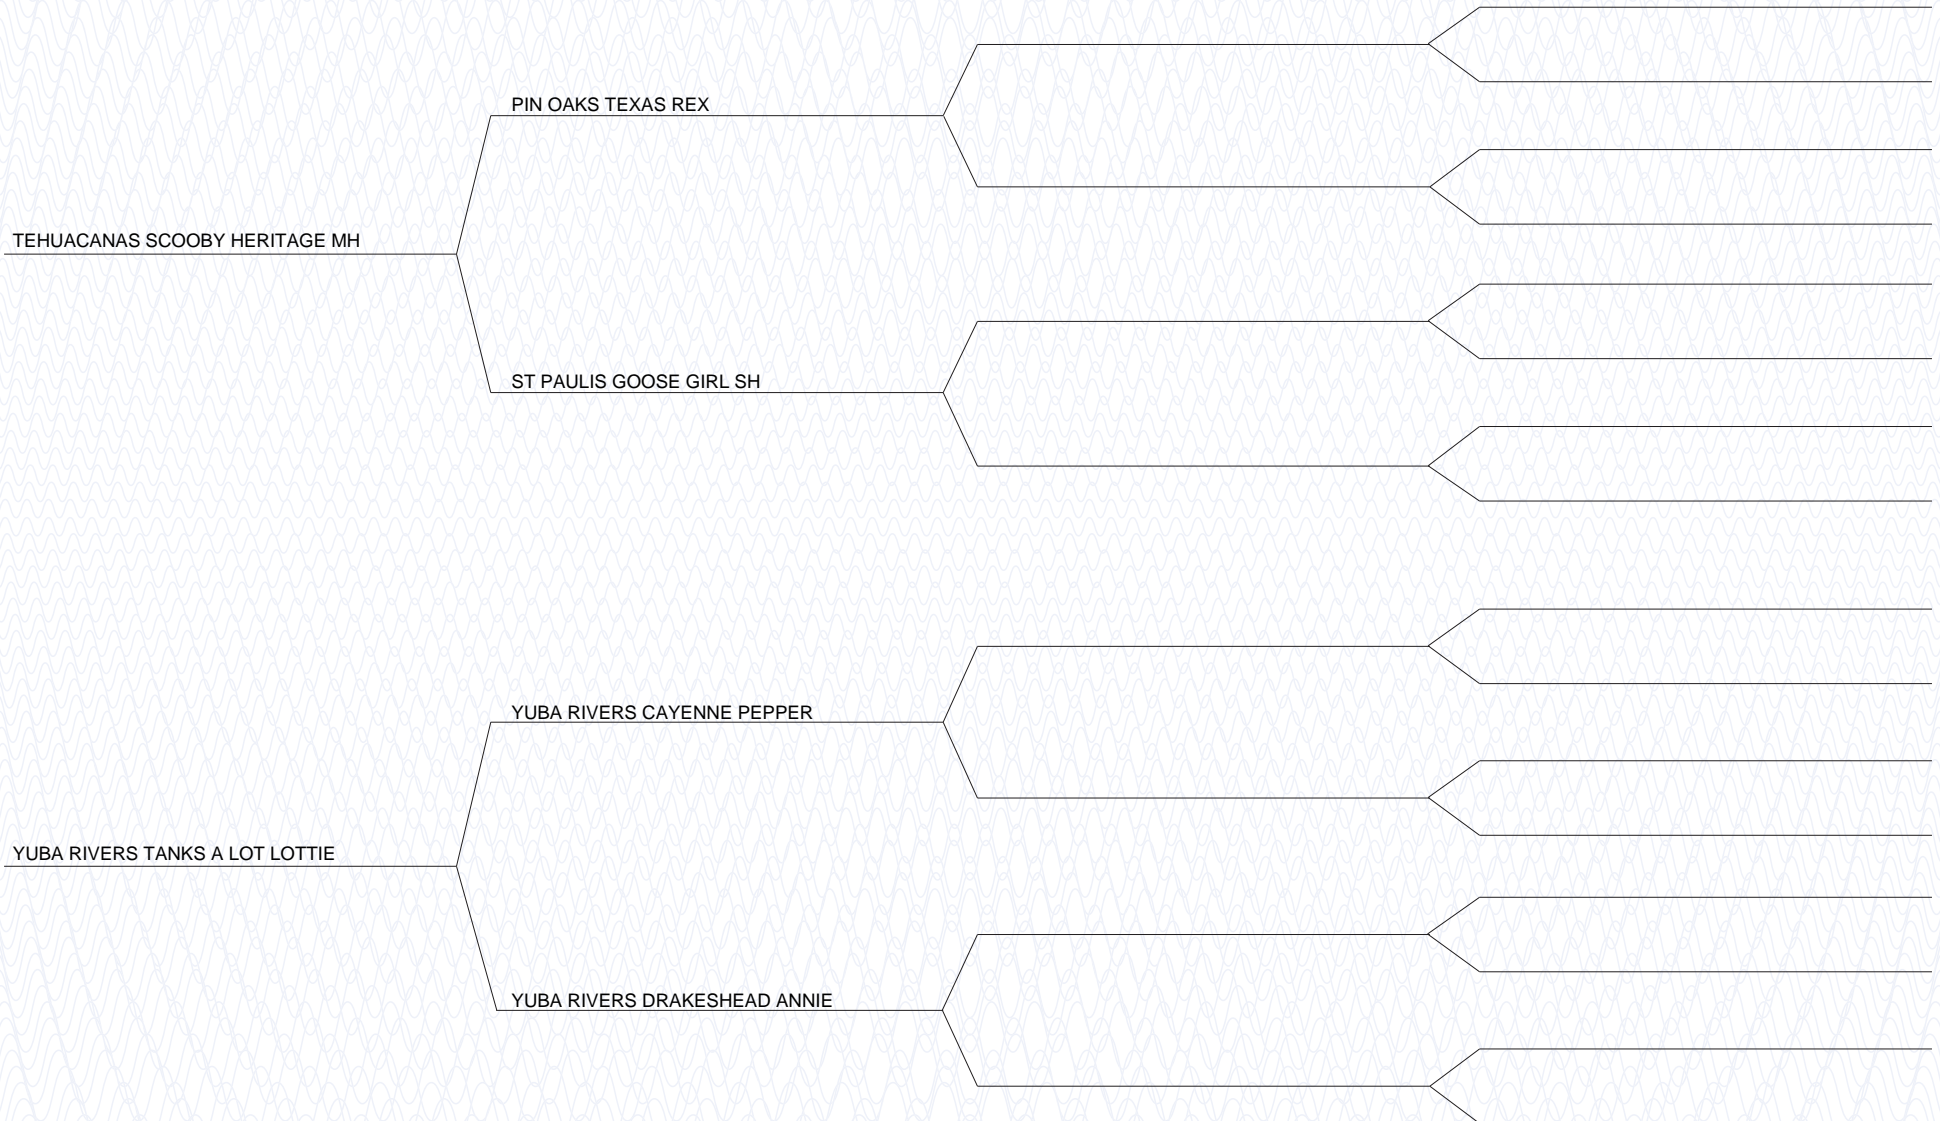 PIN OAKS TEXAS REX
TEHUACANAS SCOOBY HERITAGE MH
ST PAULIS GOOSE GIRL SH
YUBA RIVERS CAYENNE PEPPER
YUBA RIVERS TANKS A LOT LOTTIE
YUBA RIVERS DRAKESHEAD ANNIE